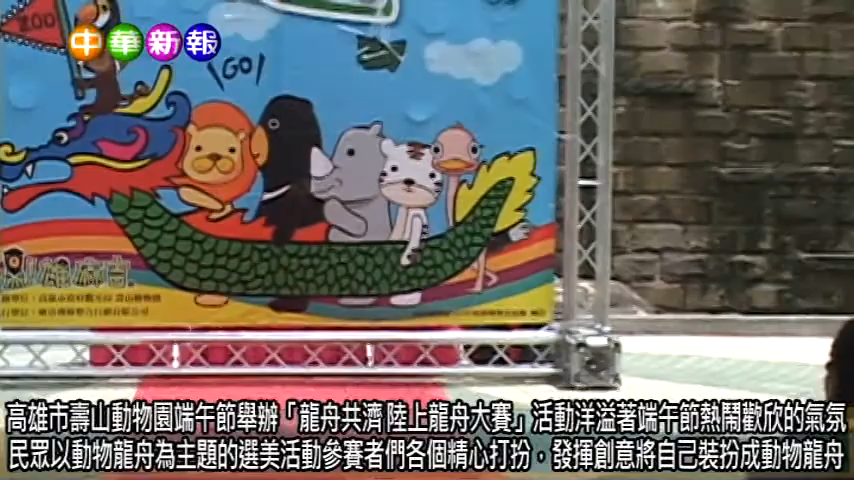 ZOO
中華新報
GO
高雄市壽山動物園端午節舉辦「龍舟共濟 陸上龍舟大賽」活動洋溢著端午節熱鬧歡欣的氣氛
民眾以動物龍舟為主題的選美活動參賽者們各個精心打扮，發揮創意將自己裝扮成動物龍舟